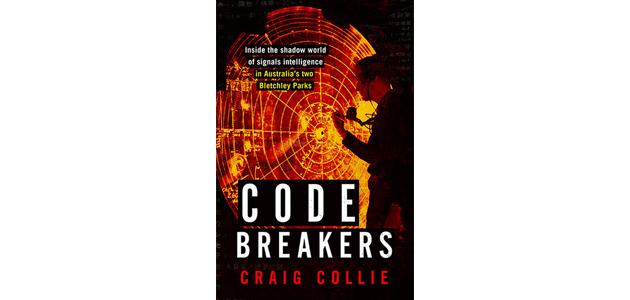 Inside the shadow world
of signals intelligence
in Australia's two
Bletchley Parks
CODE
BREAKERS
CRAIG COLLIE